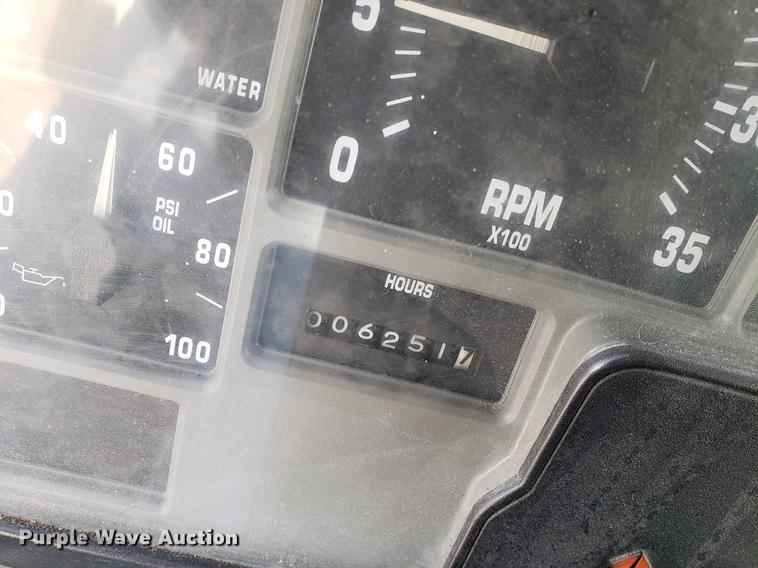 WATER
5
0
RPM
X100
35
40
60
PSI
OIL
80
100
HOURS
0062517
Purple Wave Auction